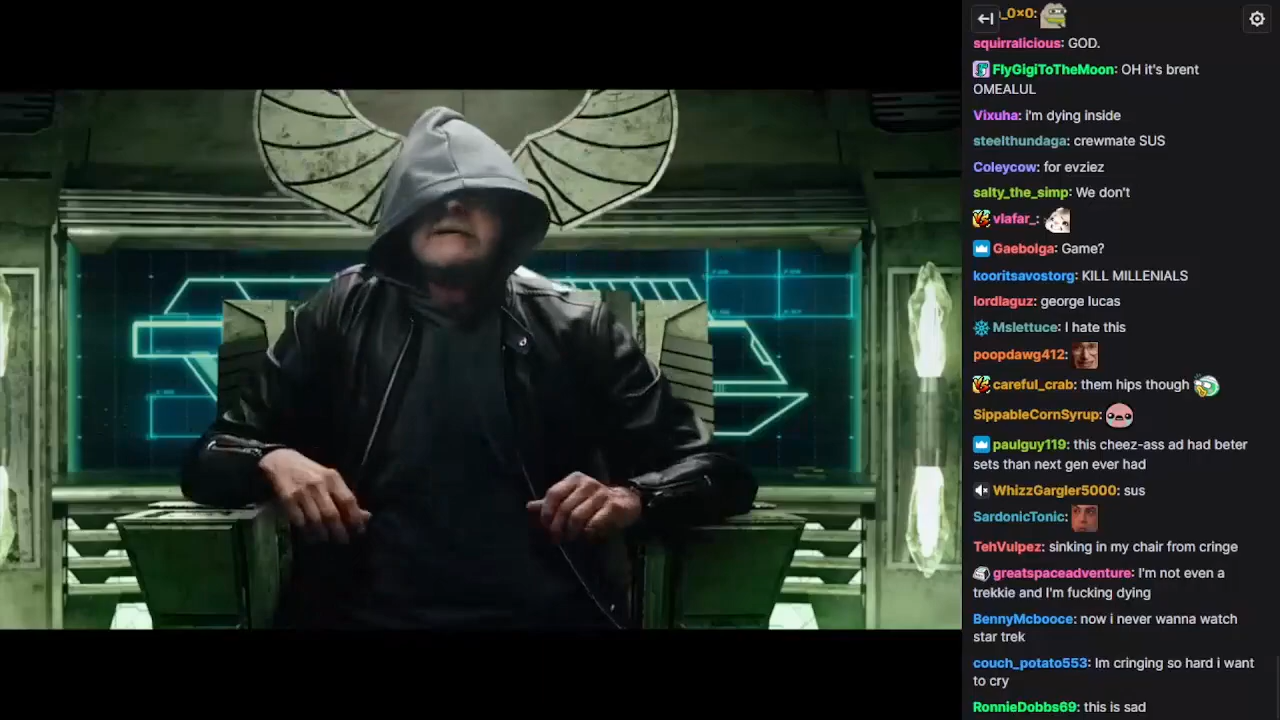 _0×0:
squirralicious: GOD.
FlyGigiToTheMoon: OH it's brent
OMEALUL
Vixuha: i'm dying inside
steelthundaga: crewmate SUS
Coleycow: for evziez
salty_the_simp: We don't
vlafar_:
Gaebolga: Game?
kooritsavostorg: KILL MILLENIALS
lordlaguz: george lucas
Mslettuce: I hate this
poopdawg412:
careful_crab: them hips though
SippableCornSyrup:
paulguy119: this cheez-ass ad had beter
sets than next gen ever had
WhizzGargler5000: sus
SardonicTonic:
TehVulpez: sinking in my chair from cringe
greatspaceadventure: I'm not even a
trekkie and I'm fucking dying
BennyMcbooce: now i never wanna watch
star trek
couch_potato553: Im cringing so hard i want
to cry
RonnieDobbs69: this is sad